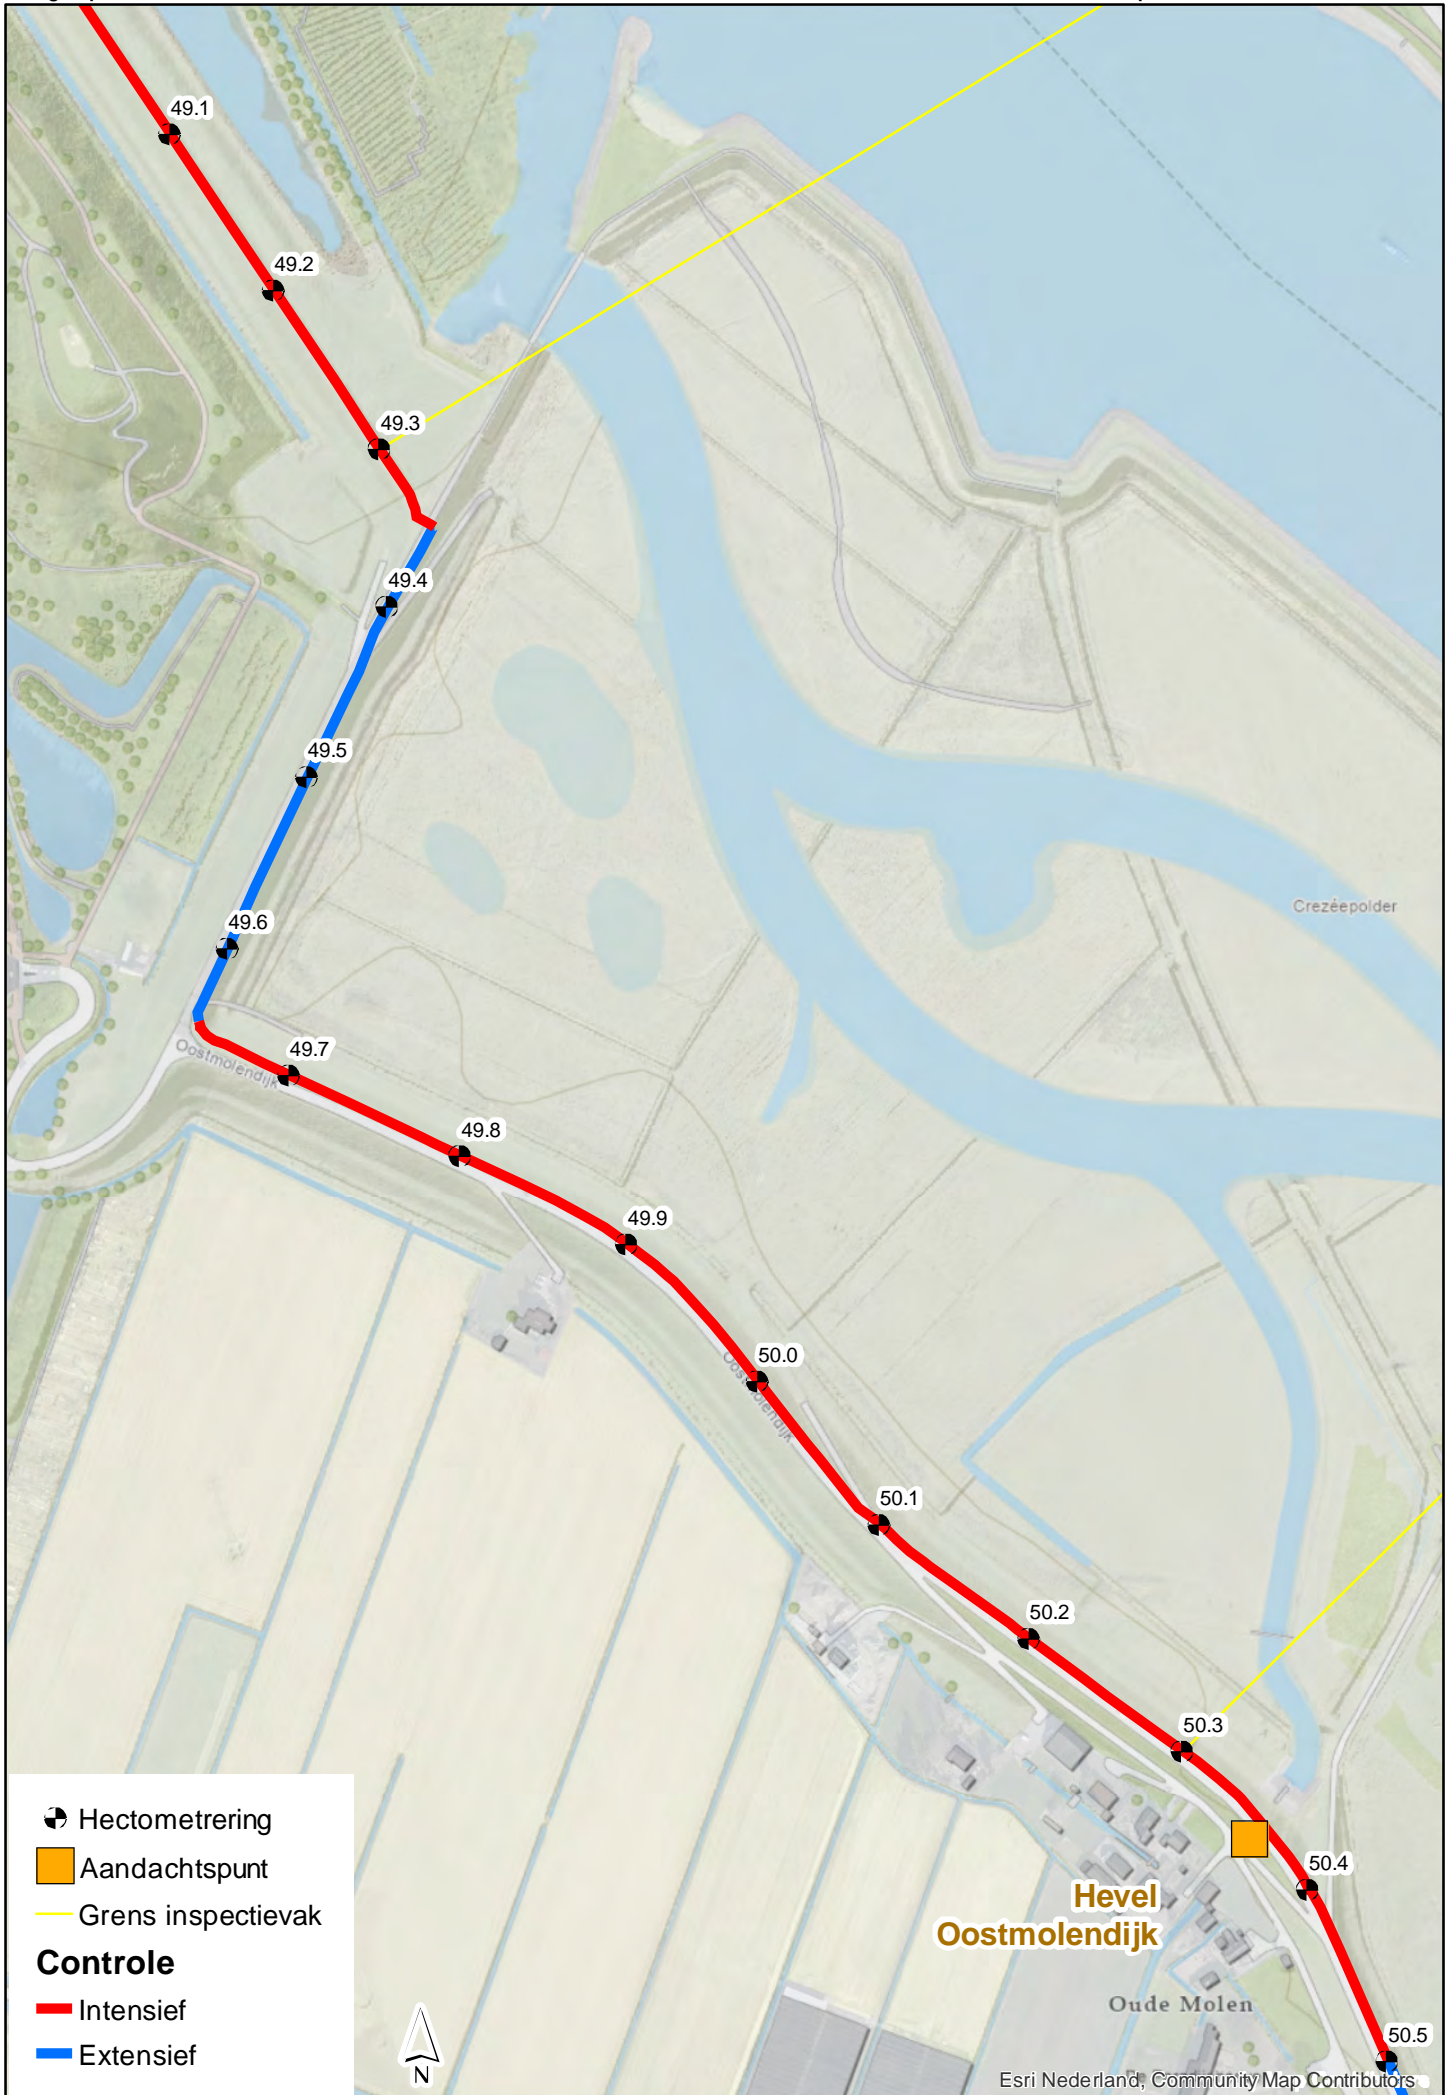 49.1
49.2
49.3
49.4
49.5
Crezéepolder
49.6
49.7
Oostmolendijk
49.8
49.9
50.0
Oostmolendijk
50.1
50.2
50.3
50.4
Hevel
Oostmolendijk
Oude Molen
50.5
Hectometrering
Aandachtspunt
Grens inspectievak
Controle
Intensief
Extensief
N
Esri Nederland, Community Map Contributors